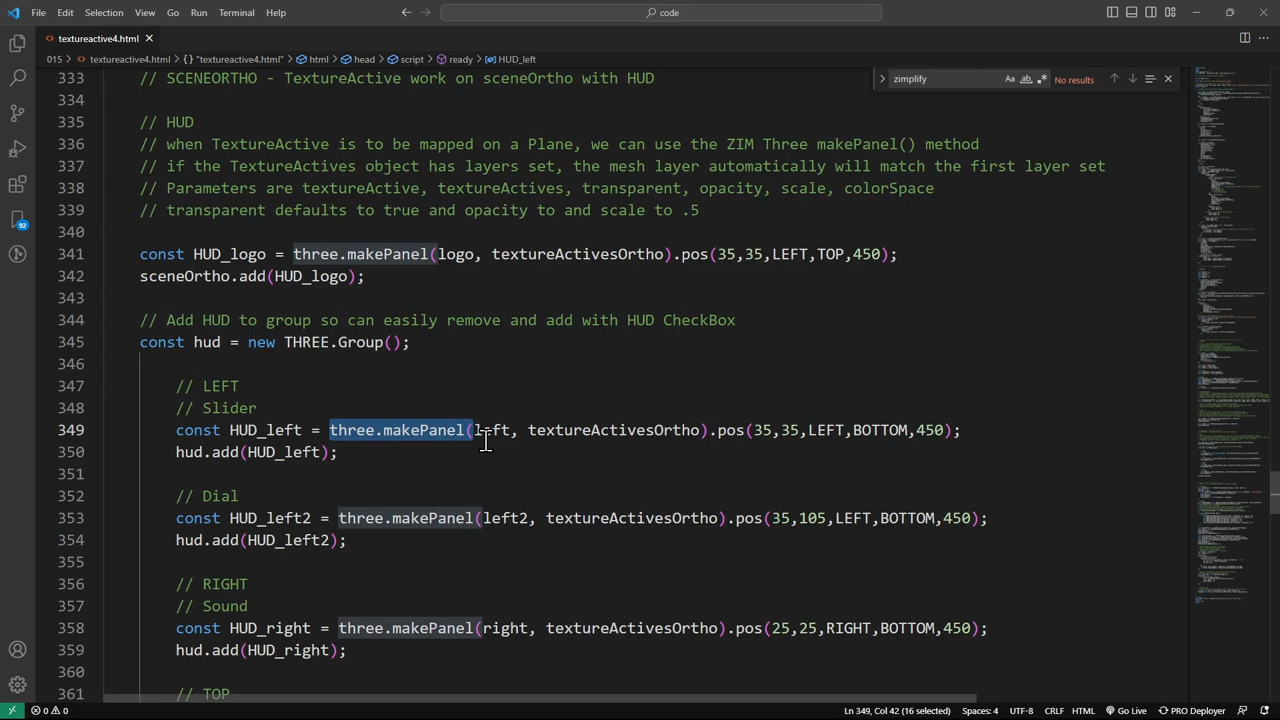 File Edit Selection View Go Run Terminal Help
code
textureactive4.html
015 > textureactive4.html > {} "textureactive4.html" > html > head > script > ready > HUD_left
zimplify
Aa ab No results
333 // SCENEORTHO - TextureActive work on sceneOrtho with HUD
334
335 // HUD
336 // when TextureActive is to be mapped on a Plane, we can use the ZIM Three makePanel() method
337 // if the TextureActives object has layers set, the mesh layer automatically will match the first layer set
338 // Parameters are textureActive, textureActives, transparent, opacity, scale, colorSpace
339 // transparent defaults to true and opacity to and scale to .5
340
341 const HUD_logo = three.makePanel(logo, textureActivesOrtho).pos(35,35,LEFT,TOP,450);
342 sceneOrtho.add(HUD_logo);
343
344 // Add HUD to group so can easily removed and add with HUD CheckBox
345 const hud = new THREE.Group();
346
347 // LEFT
348 // Slider
349 const HUD_left = three.makePanel( textureActivesOrtho).pos(35,35,LEFT,BOTTOM,450);
350 hud.add(HUD_left);
351
352 // Dial
353 const HUD_left2 = three.makePanel(left2, textureActivesOrtho).pos(35,105,LEFT,BOTTOM,450);
354 hud.add(HUD_left2);
355
356 // RIGHT
357 // Sound
358 const HUD_right = three.makePanel(right, textureActivesOrtho).pos(25,25,RIGHT,BOTTOM,450);
359 hud.add(HUD_right);
360
361 // TOP
92
0 0 Ln 349, Col 42 (16 selected) Spaces: 4 UTF-8 CRLF HTML Go Live PRO Deployer